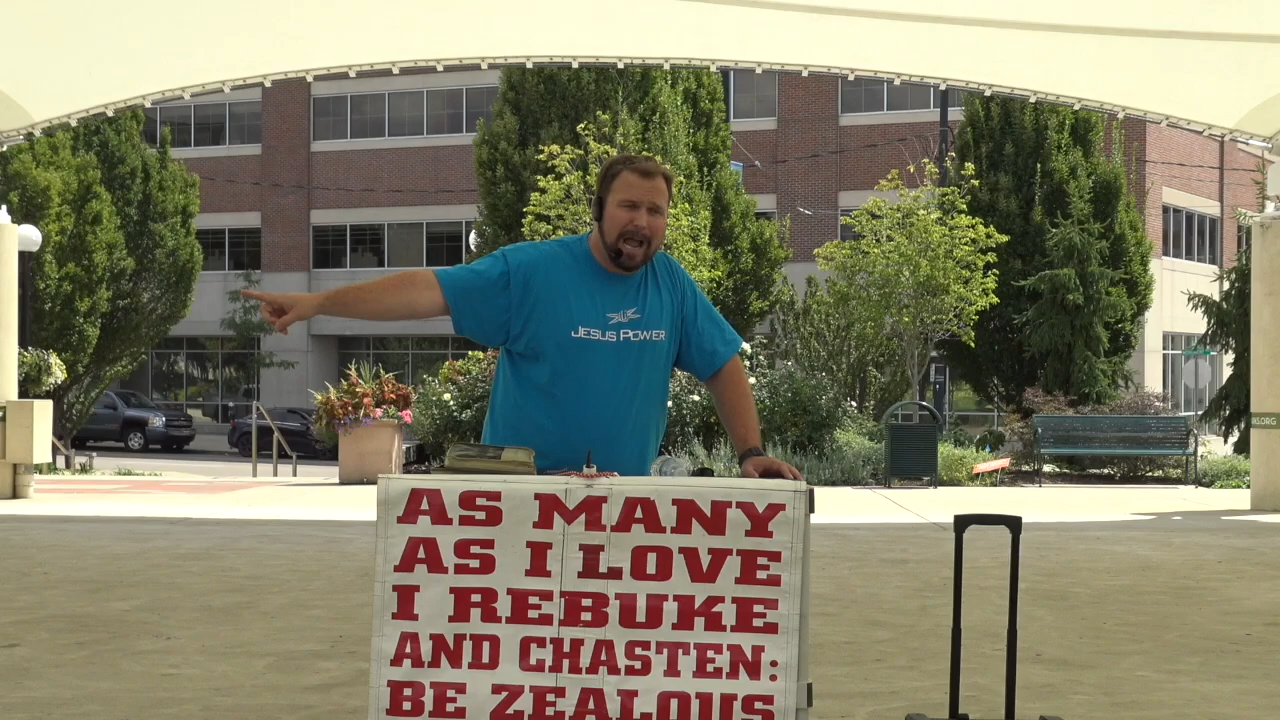 JESUS POWER
AS MANY
AS I LOVE
I REBUKE
AND CHASTEN:
BE ZEALOUS